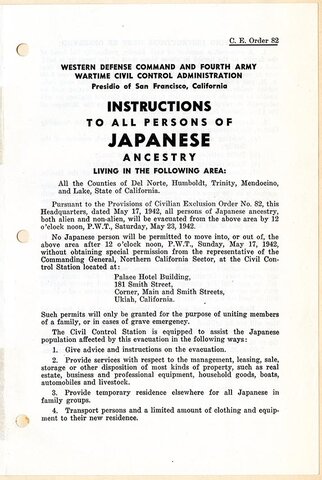 C. E. Order 82
WESTERN DEFENSE COMMAND AND FOURTH ARMY
WARTIME CIVIL CONTROL ADMINISTRATION
Presidio of San Francisco, California
INSTRUCTIONS
TO ALL PERSONS OF
JAPANESE
ANCESTRY
LIVING IN THE FOLLOWING AREA:
All the Counties of Del Norte, Humboldt, Trinity, Mendocino,
and Lake, State of California.
Pursuant to the Provisions of Civilian Exclusion Order No. 82, this
Headquarters, dated May 17, 1942, all persons of Japanese ancestry,
both alien and non-alien, will be evacuated from the above area by 12
o'clock noon, P.W.T., Saturday, May 23, 1942.
No Japanese person will be permitted to move into, or out of, the
above area after 12 o'clock noon, P.W.T., Sunday, May 17, 1942,
without obtaining special permission from the representative of the
Commanding General, Northern California Sector, at the Civil Con-
trol Station located at:
Palace Hotel Building,
181 Smith Street,
Corner, Main and Smith Streets,
Ukiah, California.
Such permits will only be granted for the purpose of uniting members
of a family, or in cases of grave emergency.
The Civil Control Station is equipped to assist the Japanese
population affected by this evacuation in the following ways:
1. Give advice and instructions on the evacuation.
2. Provide services with respect to the management, leasing, sale,
storage or other disposition of most kinds of property, such as real
estate, business and professional equipment, household goods, boats,
automobiles and livestock.
3. Provide temporary residence elsewhere for all Japanese in
family groups.
4. Transport persons and a limited amount of clothing and equip-
ment to their new residence.